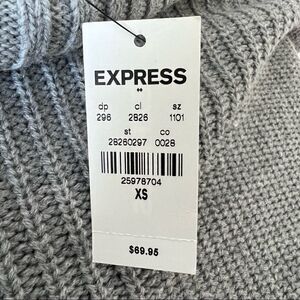 EXPRESS
dp cl sz
296 2826 1101
st co
28260297 0028
25978704
XS
$69.95